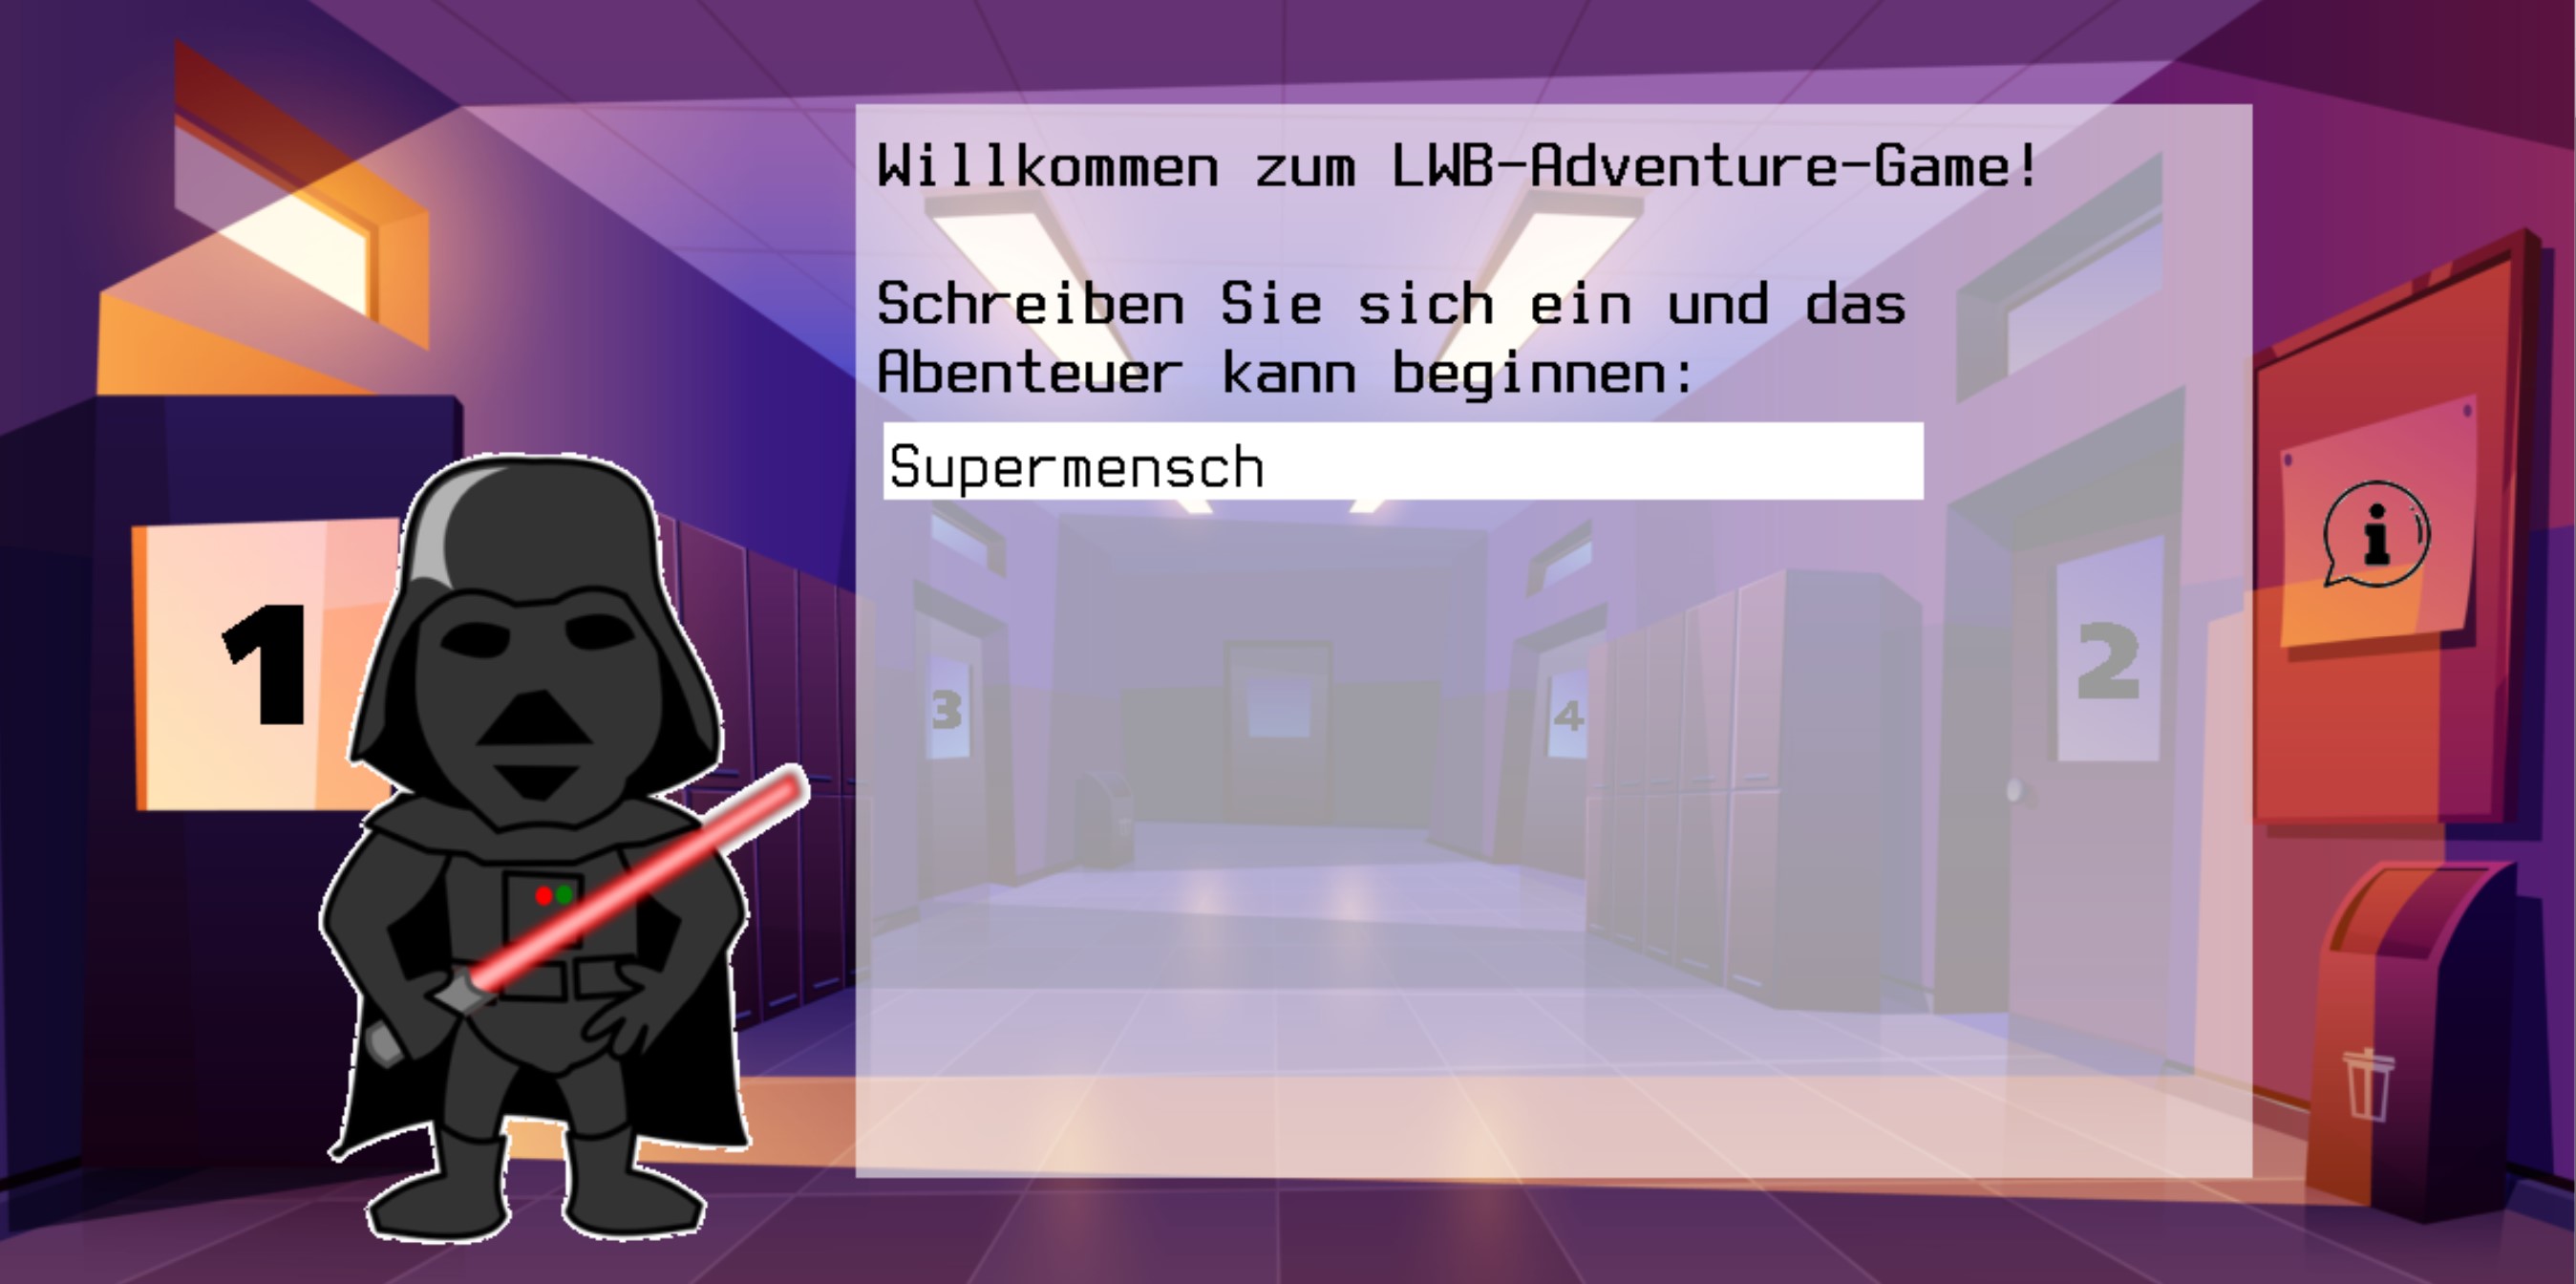 Willkommen zum LWB-Adventure-Game!
Schreiben Sie sich ein und das
Abenteuer kann beginnen:
Supermensch
1
3
4
2
i